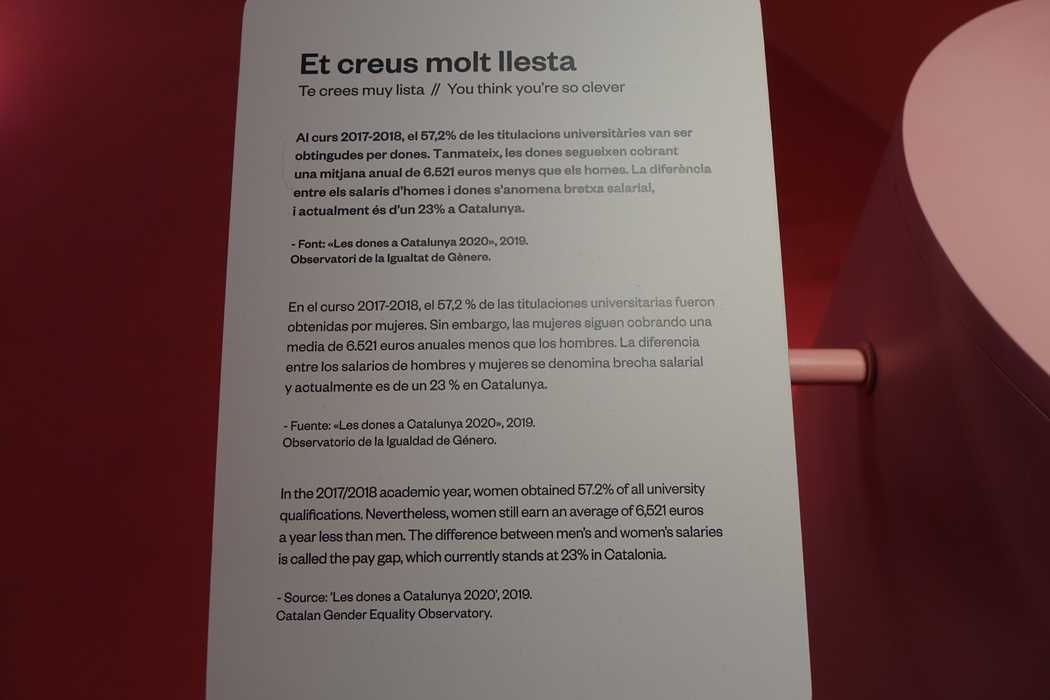 Et creus molt llesta
Te crees muy lista // You think you're so clever
Al curs 2017-2018, el 57,2% de les titulacions universitàries van ser
obtingudes per dones. Tanmateix, les dones segueixen cobrant
una mitjana anual de 6.521 euros menys que els homes. La diferència
entre els salaris d'homes i dones s'anomena bretxa salarial,
i actualment és d'un 23% a Catalunya.
- Font: «Les dones a Catalunya 2020», 2019.
Observatori de la Igualtat de Gènere.
En el curso 2017-2018, el 57,2 % de las titulaciones universitarias fueron
obtenidas por mujeres. Sin embargo, las mujeres siguen cobrando una
media de 6.521 euros anuales menos que los hombres. La diferencia
entre los salarios de hombres y mujeres se denomina brecha salarial
y actualmente es de un 23 % en Catalunya.
- Fuente: «Les dones a Catalunya 2020», 2019.
Observatorio de la Igualdad de Género.
In the 2017/2018 academic year, women obtained 57.2% of all university
qualifications. Nevertheless, women still earn an average of 6,521 euros
a year less than men. The difference between men's and women's salaries
is called the pay gap, which currently stands at 23% in Catalonia.
- Source: 'Les dones a Catalunya 2020', 2019.
Catalan Gender Equality Observatory.